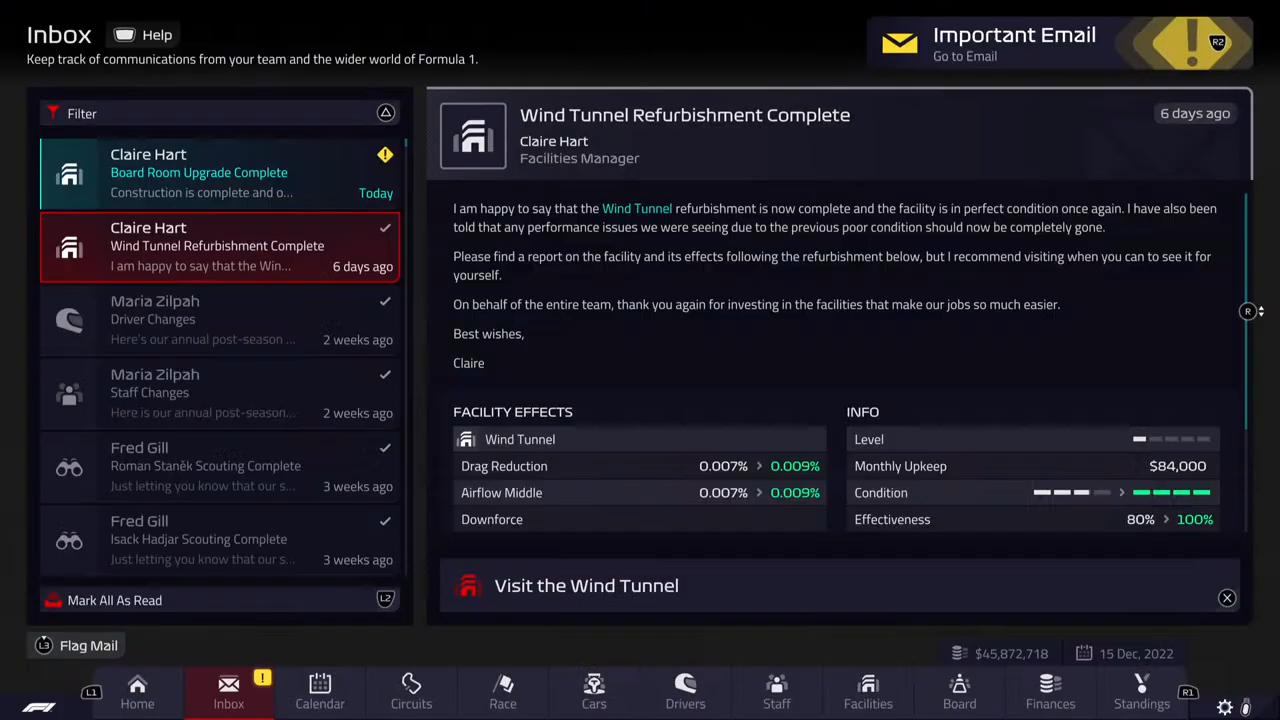 Inbox
Help
Keep track of communications from your team and the wider world of Formula 1.
Important Email
Go to Email
R2
Filter
Claire Hart
Board Room Upgrade Complete
Construction is complete and o...
Today
Claire Hart
Wind Tunnel Refurbishment Complete
I am happy to say that the Win...
6 days ago
Maria Zilpah
Driver Changes
Here's our annual post-season ...
2 weeks ago
Maria Zilpah
Staff Changes
Here is our annual post-season...
2 weeks ago
Fred Gill
Roman Staněk Scouting Complete
Just letting you know that our s...
3 weeks ago
Fred Gill
Isack Hadjar Scouting Complete
Just letting you know that our s...
3 weeks ago
Mark All As Read
L2
Wind Tunnel Refurbishment Complete
6 days ago
Claire Hart
Facilities Manager
I am happy to say that the Wind Tunnel refurbishment is now complete and the facility is in perfect condition once again. I have also been
told that any performance issues we were seeing due to the previous poor condition should now be completely gone.
Please find a report on the facility and its effects following the refurbishment below, but I recommend visiting when you can to see it for
yourself.
On behalf of the entire team, thank you again for investing in the facilities that make our jobs so much easier.
Best wishes,
Claire
R
FACILITY EFFECTS
Wind Tunnel
Drag Reduction 0.007% > 0.009%
Airflow Middle 0.007% > 0.009%
Downforce
INFO
Level
Monthly Upkeep $84,000
Condition >
Effectiveness 80% > 100%
Visit the Wind Tunnel
L3 Flag Mail
$45,872,718
15 Dec, 2022
L1
Home
Inbox
Calendar
Circuits
Race
Cars
Drivers
Staff
Facilities
Board
Finances
Standings
R1